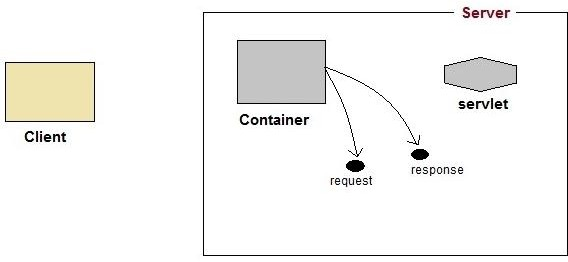 Server
Client
Container
servlet
request
response